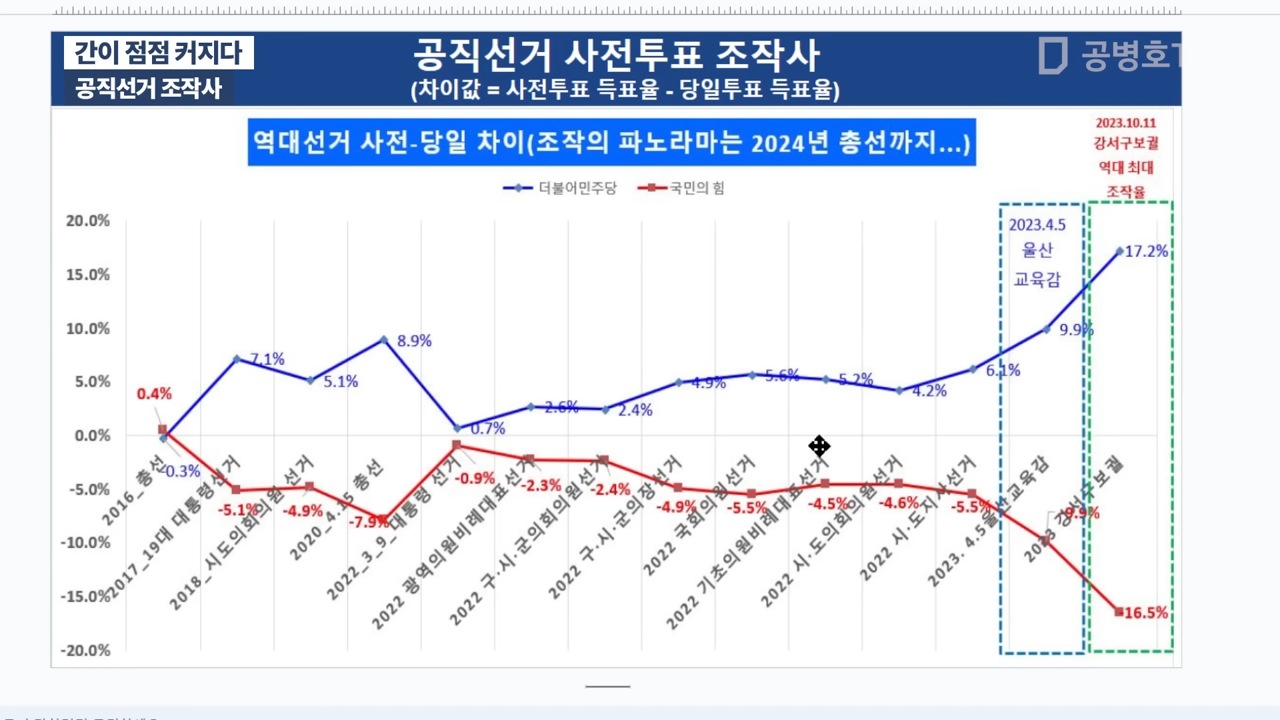 간이 점점 커지다
공직선거 조작사
공직선거 사전투표 조작사
(차이값 = 사전투표 득표율 - 당일투표 득표율)
공병호T
역대선거 사전-당일 차이(조작의 파노라마는 2024년 총선까지...)
2023.10.11
강서구보궐
역대 최대
조작율
더불어민주당
국민의 힘
2023.4.5
울산
교육감
20.0%
15.0%
10.0%
5.0%
0.0%
-5.0%
-10.0%
-15.0%
-20.0%
-0.3%
7.1%
5.1%
8.9%
0.7%
2.6%
2.4%
4.9%
5.6%
5.2%
4.2%
6.1%
9.9%
17.2%
0.4%
-5.1%
-4.9%
-7.9%
-0.9%
-2.3%
-2.4%
-4.9%
-5.5%
-4.5%
-4.6%
-5.5%
-9.9%
-16.5%
2016_총선
2017_19대 대통령선거
2018_시도의회의원 선거
2020_4.15 총선
2022_3_9_대통령 선거
2022 광역의원비례대표선거
2022 구·시·군의회의원선거
2022 구·시·군의장선거
2022 국회의원선거
2022 기초의원비례대표선거
2022 시·도의회의원선거
2022 시·도지사선거
2023. 4.5울산교육감
2023 강서구보궐